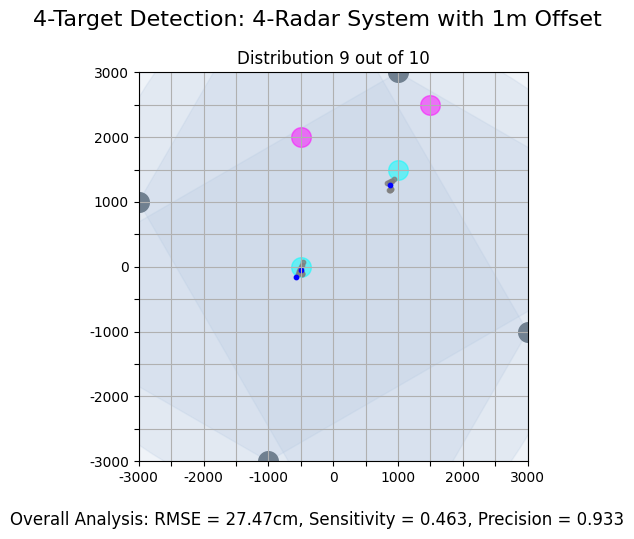 4-Target Detection: 4-Radar System with 1m Offset
Distribution 9 out of 10
3000
2000
1000
0
-1000
-2000
-3000
-3000 -2000 -1000 0 1000 2000 3000
Overall Analysis: RMSE = 27.47cm, Sensitivity = 0.463, Precision = 0.933